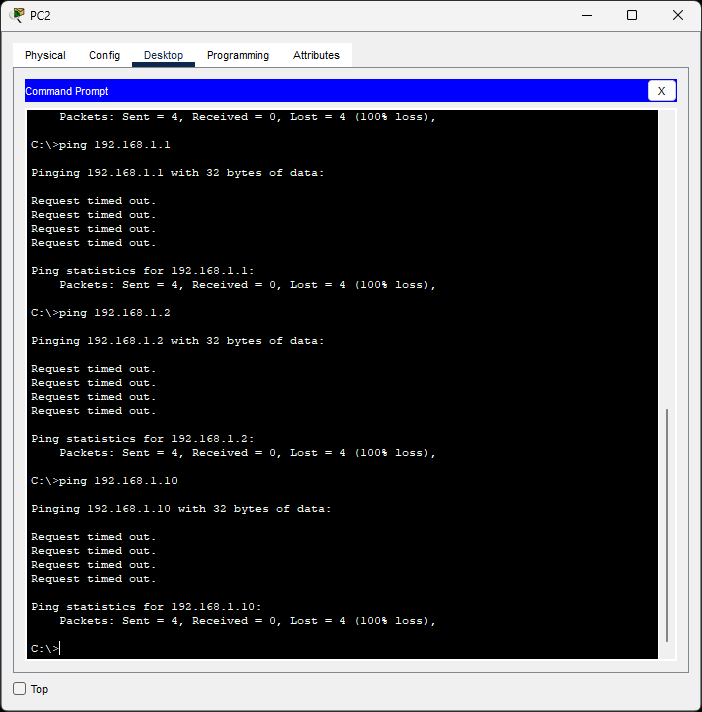 PC2
Physical Config Desktop Programming Attributes
Command Prompt X
Packets: Sent = 4, Received = 0, Lost = 4 (100% loss),
C:\>ping 192.168.1.1
Pinging 192.168.1.1 with 32 bytes of data:
Request timed out.
Request timed out.
Request timed out.
Request timed out.
Ping statistics for 192.168.1.1:
Packets: Sent = 4, Received = 0, Lost = 4 (100% loss),
C:\>ping 192.168.1.2
Pinging 192.168.1.2 with 32 bytes of data:
Request timed out.
Request timed out.
Request timed out.
Request timed out.
Ping statistics for 192.168.1.2:
Packets: Sent = 4, Received = 0, Lost = 4 (100% loss),
C:\>ping 192.168.1.10
Pinging 192.168.1.10 with 32 bytes of data:
Request timed out.
Request timed out.
Request timed out.
Request timed out.
Ping statistics for 192.168.1.10:
Packets: Sent = 4, Received = 0, Lost = 4 (100% loss),
C:\>
Top